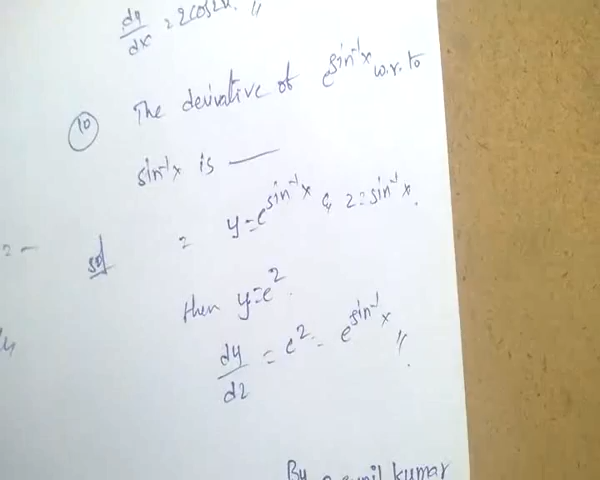 dy/dx = 2cos2x. //
(10) The derivative of e^sin⁻¹x w.r.to
sin⁻¹x is ——
sol = y=e^sin⁻¹x & z=sin⁻¹x.
then y=e^z.
dy/dz = e^z = e^sin⁻¹x //.
By kumar